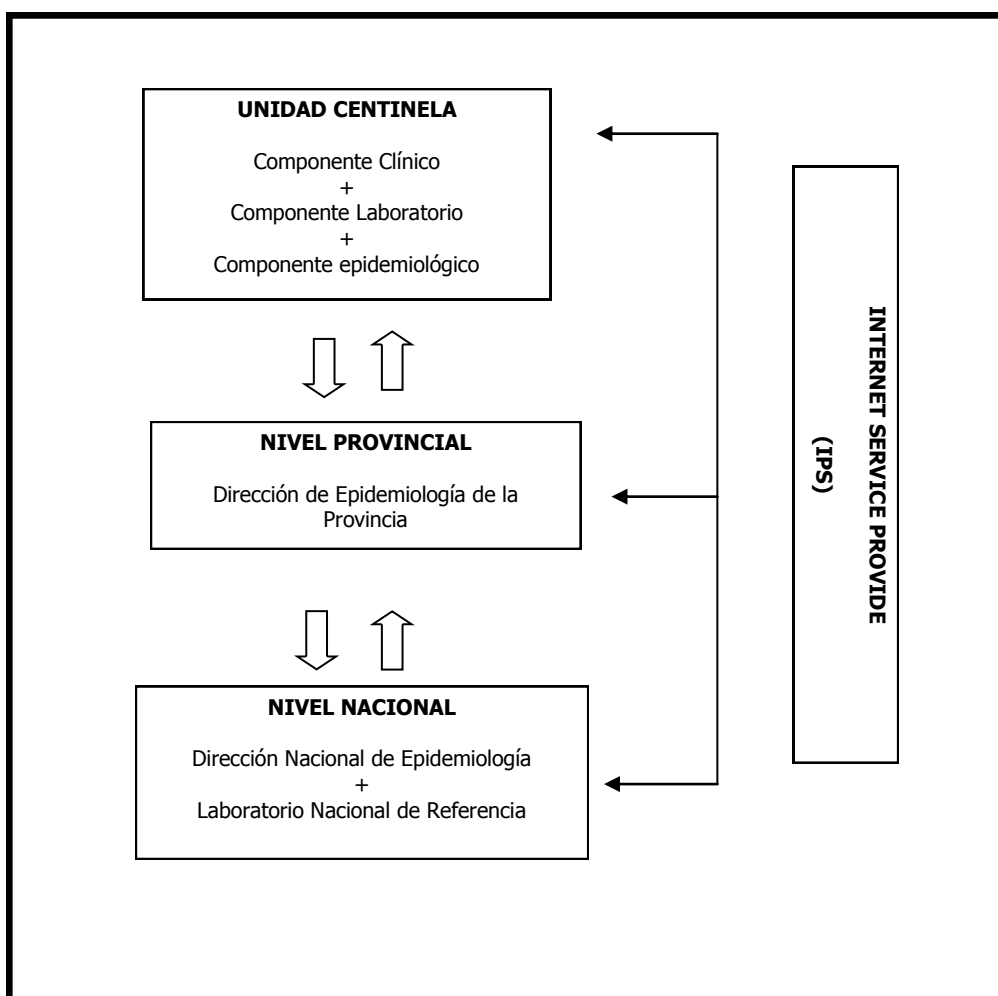 UNIDAD CENTINELA
Componente Clínico
+
Componente Laboratorio
+
Componente epidemiológico
NIVEL PROVINCIAL
Dirección de Epidemiología de la
Provincia
NIVEL NACIONAL
Dirección Nacional de Epidemiología
+
Laboratorio Nacional de Referencia
INTERNET SERVICE PROVIDE
(IPS)